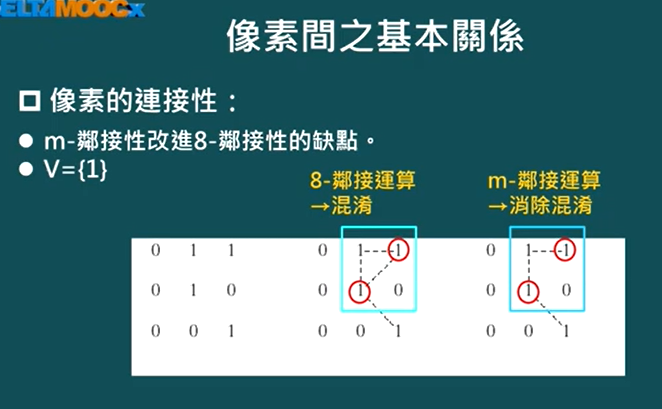 ELTAMOOCx
像素間之基本關係
像素的連接性：
m-鄰接性改進8-鄰接性的缺點。
V={1}
8-鄰接運算
→混淆
m-鄰接運算
→消除混淆
0 1 1 0 1 1 0 1 1
0 1 0 0 1 0 0 1 0
0 0 1 0 0 1 0 0 1